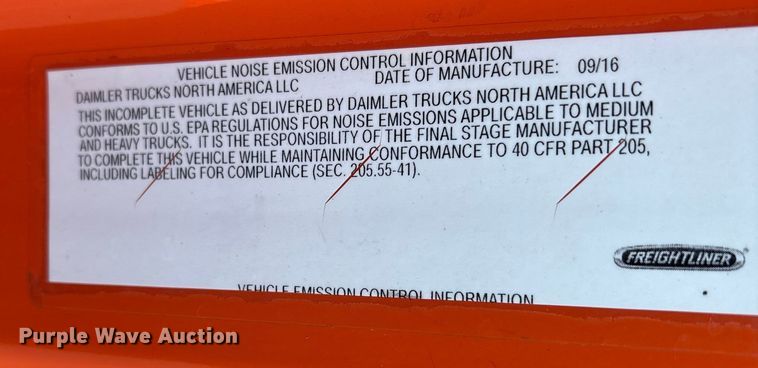 VEHICLE NOISE EMISSION CONTROL INFORMATION
DAIMLER TRUCKS NORTH AMERICA LLC DATE OF MANUFACTURE: 09/16
THIS INCOMPLETE VEHICLE AS DELIVERED BY DAIMLER TRUCKS NORTH AMERICA LLC
CONFORMS TO U.S. EPA REGULATIONS FOR NOISE EMISSIONS APPLICABLE TO MEDIUM
AND HEAVY TRUCKS. IT IS THE RESPONSIBILITY OF THE FINAL STAGE MANUFACTURER
TO COMPLETE THIS VEHICLE WHILE MAINTAINING CONFORMANCE TO 40 CFR PART 205,
INCLUDING LABELING FOR COMPLIANCE (SEC. 205.55-41).
FREIGHTLINER
VEHICLE EMISSION CONTROL INFORMATION
Purple Wave Auction